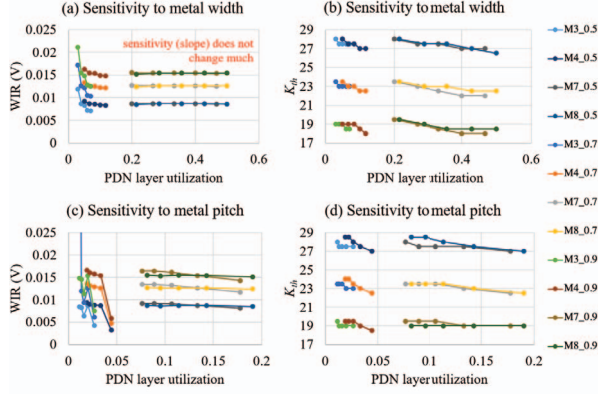 (a) Sensitivity to metal width
(b) Sensitivity to metal width
0.025
0.02
0.015
0.01
0.005
0
WIR (V)
sensitivity (slope) does not
change much
0
0.2
0.4
0.6
PDN layer utilization
29
27
25
23
21
19
17
Kth
0
0.2
0.4
0.6
PDN layer utilization
(c) Sensitivity to metal pitch
(d) Sensitivity to metal pitch
0.025
0.02
0.015
0.01
0.005
0
WIR (V)
0
0.05
0.1
0.15
0.2
PDN layer utilization
29
27
25
23
21
19
17
Kth
0
0.05
0.1
0.15
0.2
PDN layer utilization
M3_0.5
M4_0.5
M7_0.5
M8_0.5
M3_0.7
M4_0.7
M7_0.7
M8_0.7
M3_0.9
M4_0.9
M7_0.9
M8_0.9